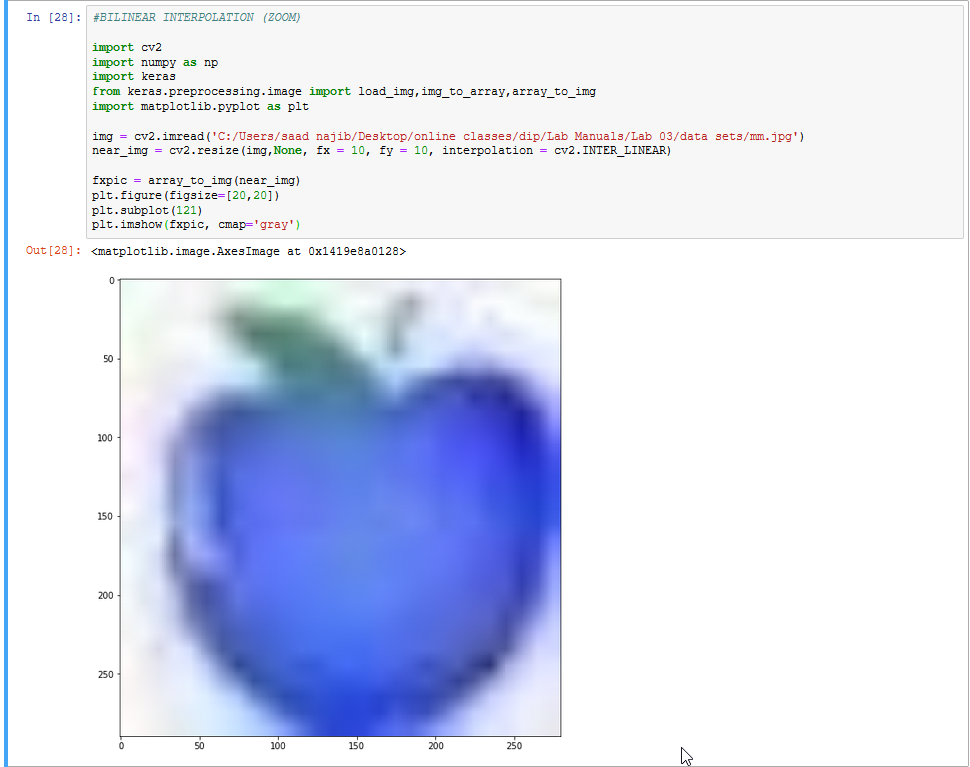 In [28]: #BILINEAR INTERPOLATION (ZOOM)
import cv2
import numpy as np
import keras
from keras.preprocessing.image import load_img,img_to_array,array_to_img
import matplotlib.pyplot as plt
img = cv2.imread('C:/Users/saad najib/Desktop/online classes/dip/Lab Manuals/Lab 03/data sets/mm.jpg')
near_img = cv2.resize(img,None, fx = 10, fy = 10, interpolation = cv2.INTER_LINEAR)
fxpic = array_to_img(near_img)
plt.figure(figsize=[20,20])
plt.subplot(121)
plt.imshow(fxpic, cmap='gray')
Out[28]: <matplotlib.image.AxesImage at 0x1419e8a0128>
0
50
100
150
200
250
0 50 100 150 200 250